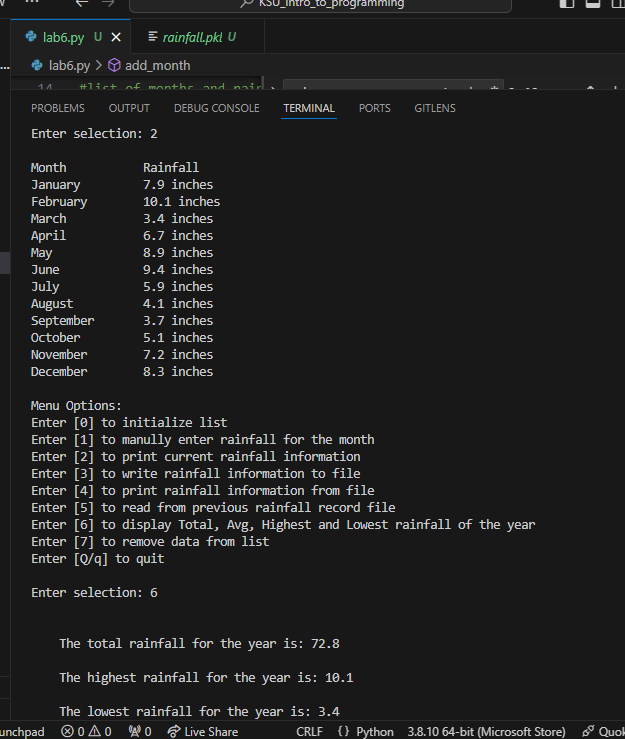 KSU_intro_to_programming
lab6.py U
rainfall.pkl U
lab6.py > add_month
14 #list of months and rain
PROBLEMS OUTPUT DEBUG CONSOLE TERMINAL PORTS GITLENS
Enter selection: 2
Month Rainfall
January 7.9 inches
February 10.1 inches
March 3.4 inches
April 6.7 inches
May 8.9 inches
June 9.4 inches
July 5.9 inches
August 4.1 inches
September 3.7 inches
October 5.1 inches
November 7.2 inches
December 8.3 inches
Menu Options:
Enter [0] to initialize list
Enter [1] to manully enter rainfall for the month
Enter [2] to print current rainfall information
Enter [3] to write rainfall information to file
Enter [4] to print rainfall information from file
Enter [5] to read from previous rainfall record file
Enter [6] to display Total, Avg, Highest and Lowest rainfall of the year
Enter [7] to remove data from list
Enter [Q/q] to quit
Enter selection: 6
The total rainfall for the year is: 72.8
The highest rainfall for the year is: 10.1
The lowest rainfall for the year is: 3.4
unchpad 0 0 0 Live Share CRLF {} Python 3.8.10 64-bit (Microsoft Store) Quok